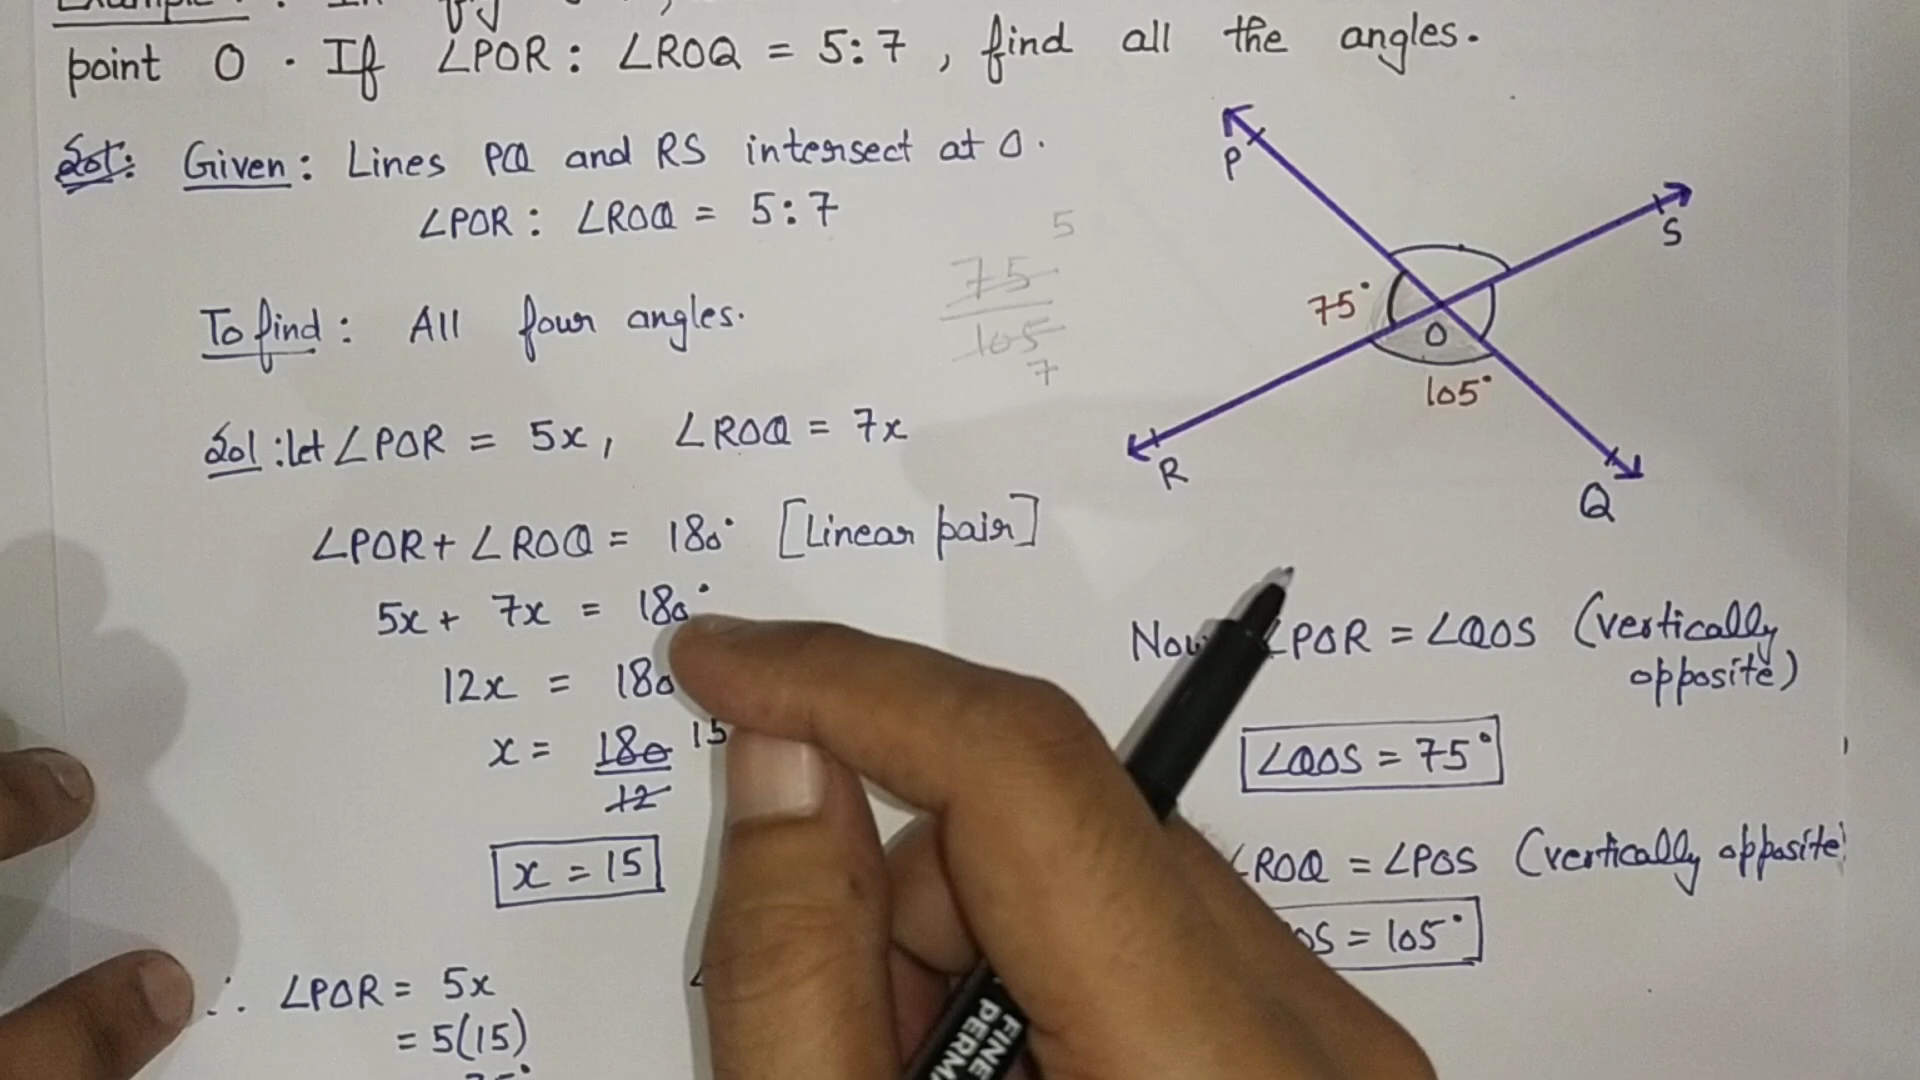 point O. If ∠POR : ∠ROQ = 5:7, find all the angles.
Sol: Given: Lines PQ and RS intersect at O.
∠POR : ∠ROQ = 5:7
To find: All four angles.
5
75
105
7
Sol: let ∠POR = 5x, ∠ROQ = 7x
∠POR + ∠ROQ = 180° [Linear pair]
5x + 7x = 180°
12x = 180
x = 180 15
12
x = 15
∴ ∠POR = 5x
= 5(15)
P
S
75°
O
105°
R
Q
∠POR = ∠QOS (vertically
opposite)
∠QOS = 75°
∠ROQ = ∠POS (vertically opposite
OS = 105°
FINE
PERM